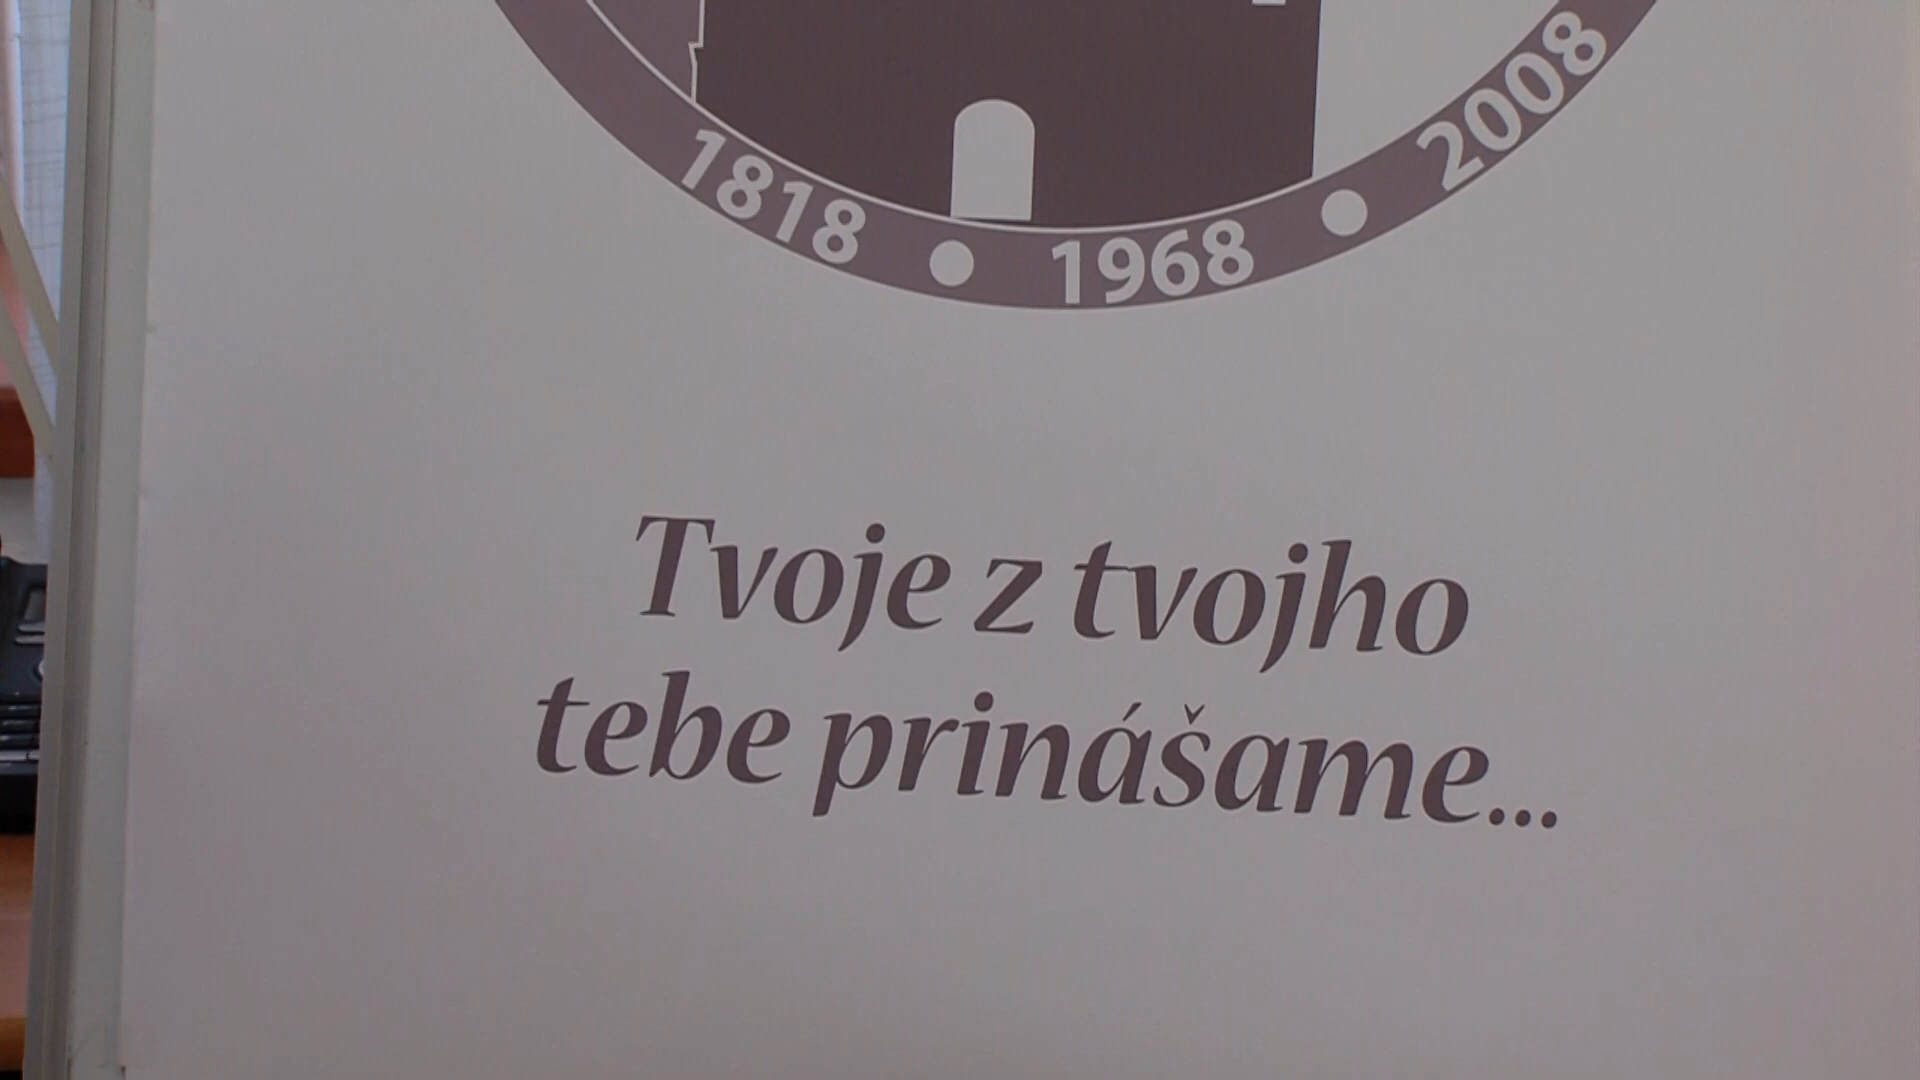 1818 • 1968 • 2008
Tvoje z tvojho
tebe prinášame...